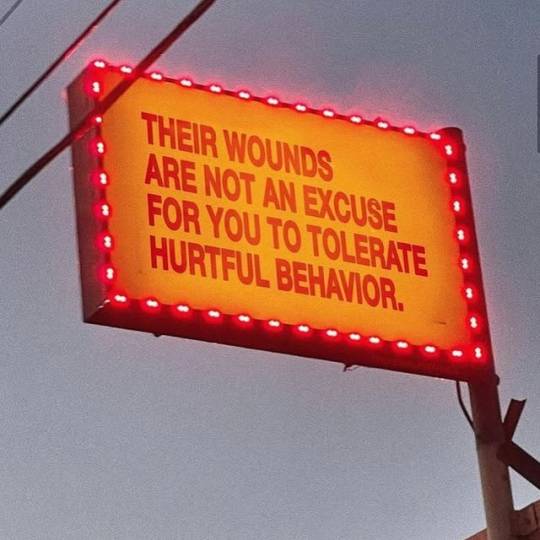 THEIR WOUNDS
ARE NOT AN EXCUSE
FOR YOU TO TOLERATE
HURTFUL BEHAVIOR.